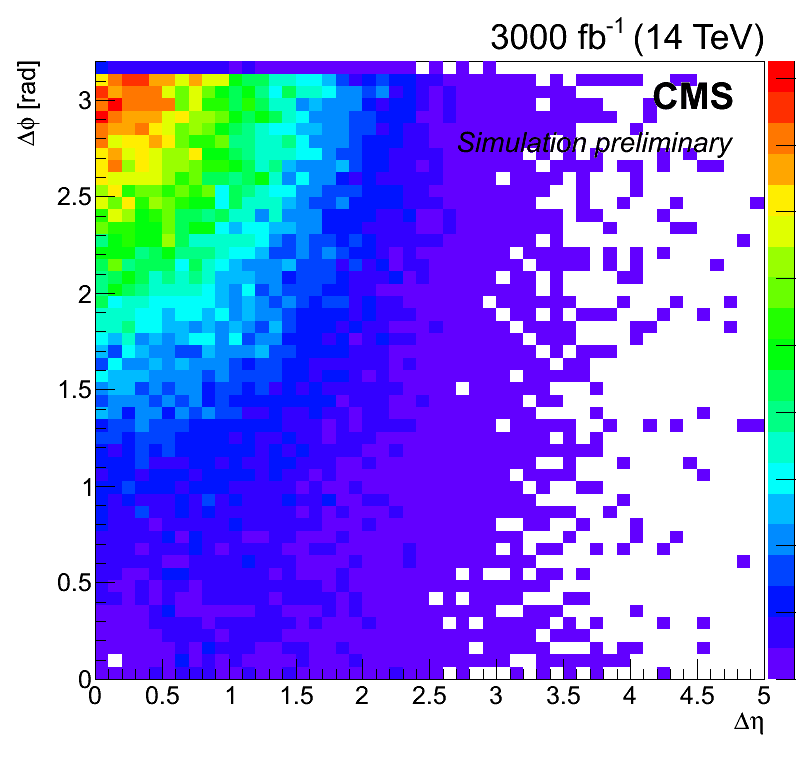 3000 fb-1 (14 TeV)
CMS
Simulation preliminary
Δϕ [rad]
3
2.5
2
1.5
1
0.5
0
0 0.5 1 1.5 2 2.5 3 3.5 4 4.5 5
Δη